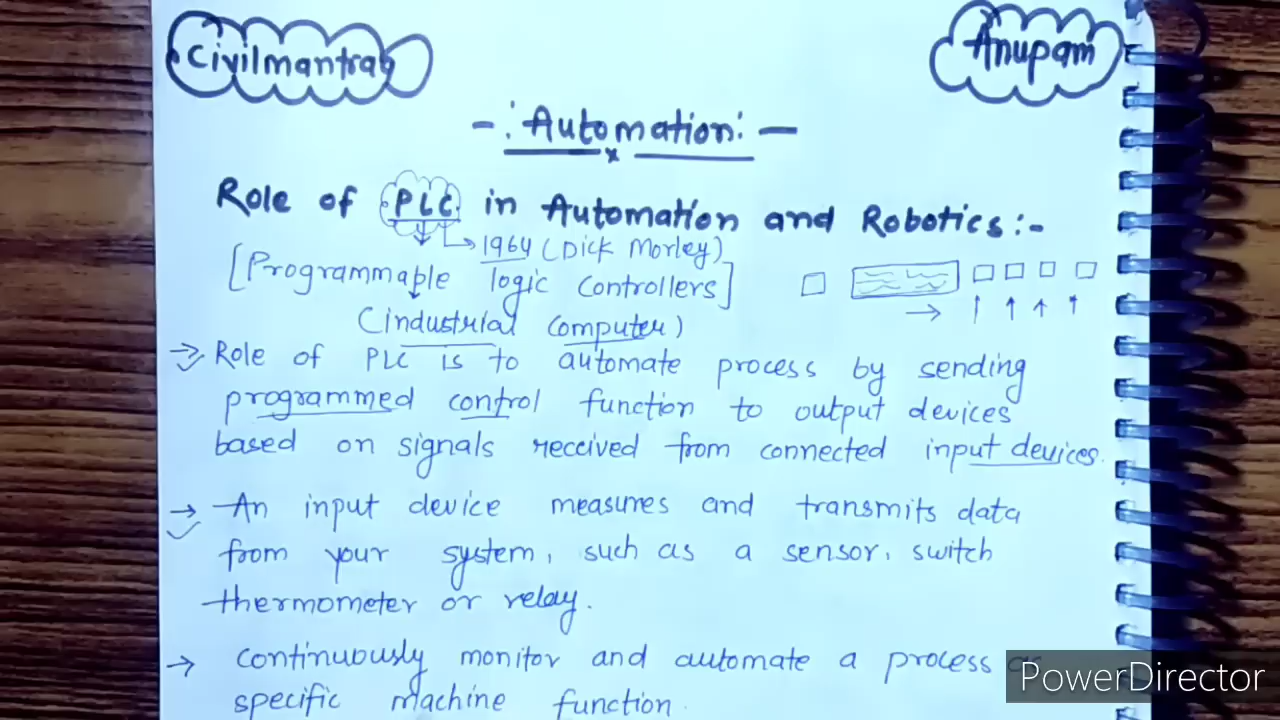 Civilmantra
Anupam
-: Automation: -
Role of PLC in Automation and Robotics:-
1964 (Dick Morley)
[Programmable logic Controllers]
(industrial computer)
→ Role of PLC is to automate process by sending
programmed control function to output devices
based on signals received from connected input devices.
→ An input device measures and transmits data
from your system, such as a sensor, switch
thermometer or relay.
→ Continuously monitor and automate a process
specific machine function.
PowerDirector